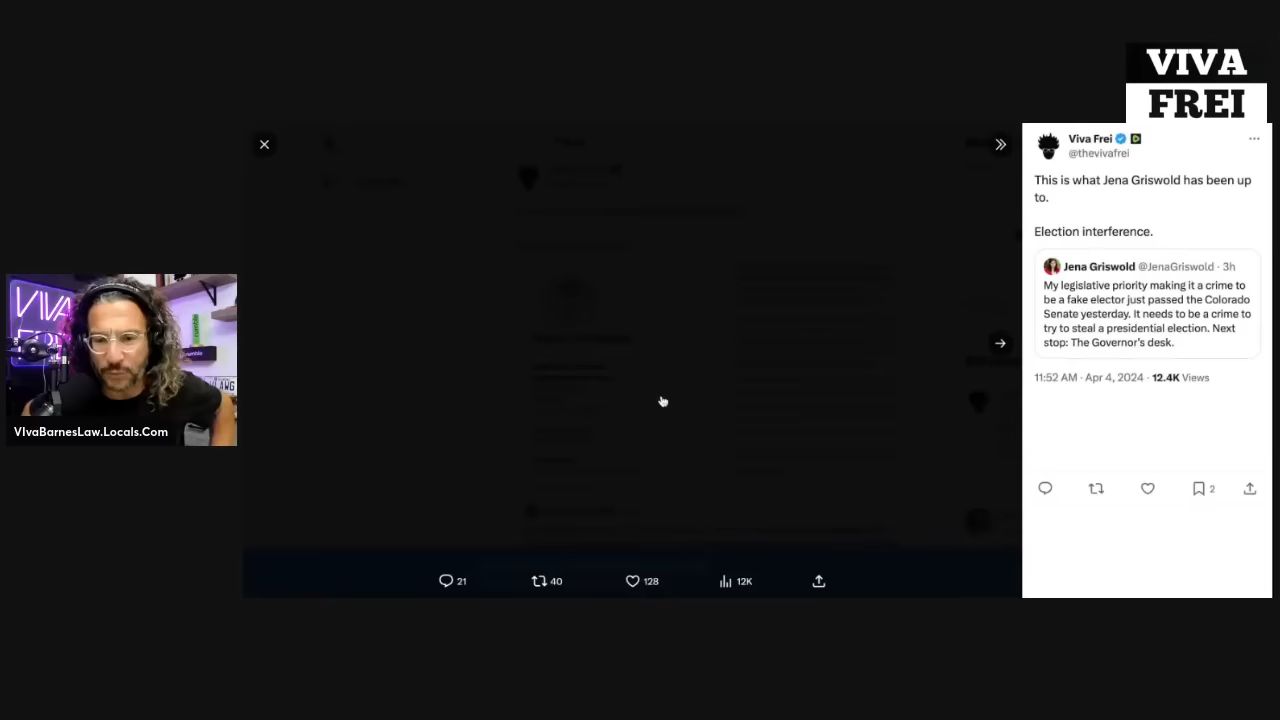 VIVA
FREI
Viva Frei
@thevivafrei
This is what Jena Griswold has been up
to.
Election interference.
Jena Griswold @JenaGriswold · 3h
My legislative priority making it a crime to
be a fake elector just passed the Colorado
Senate yesterday. It needs to be a crime to
try to steal a presidential election. Next
stop: The Governor's desk.
11:52 AM · Apr 4, 2024 · 12.4K Views
2
VIVA
rumble
VIvaBarnesLaw.Locals.Com
21
40
128
12K